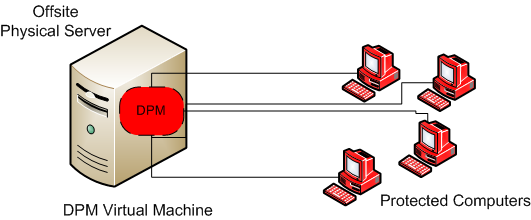 Offsite
Physical Server
DPM
Protected Computers
DPM Virtual Machine